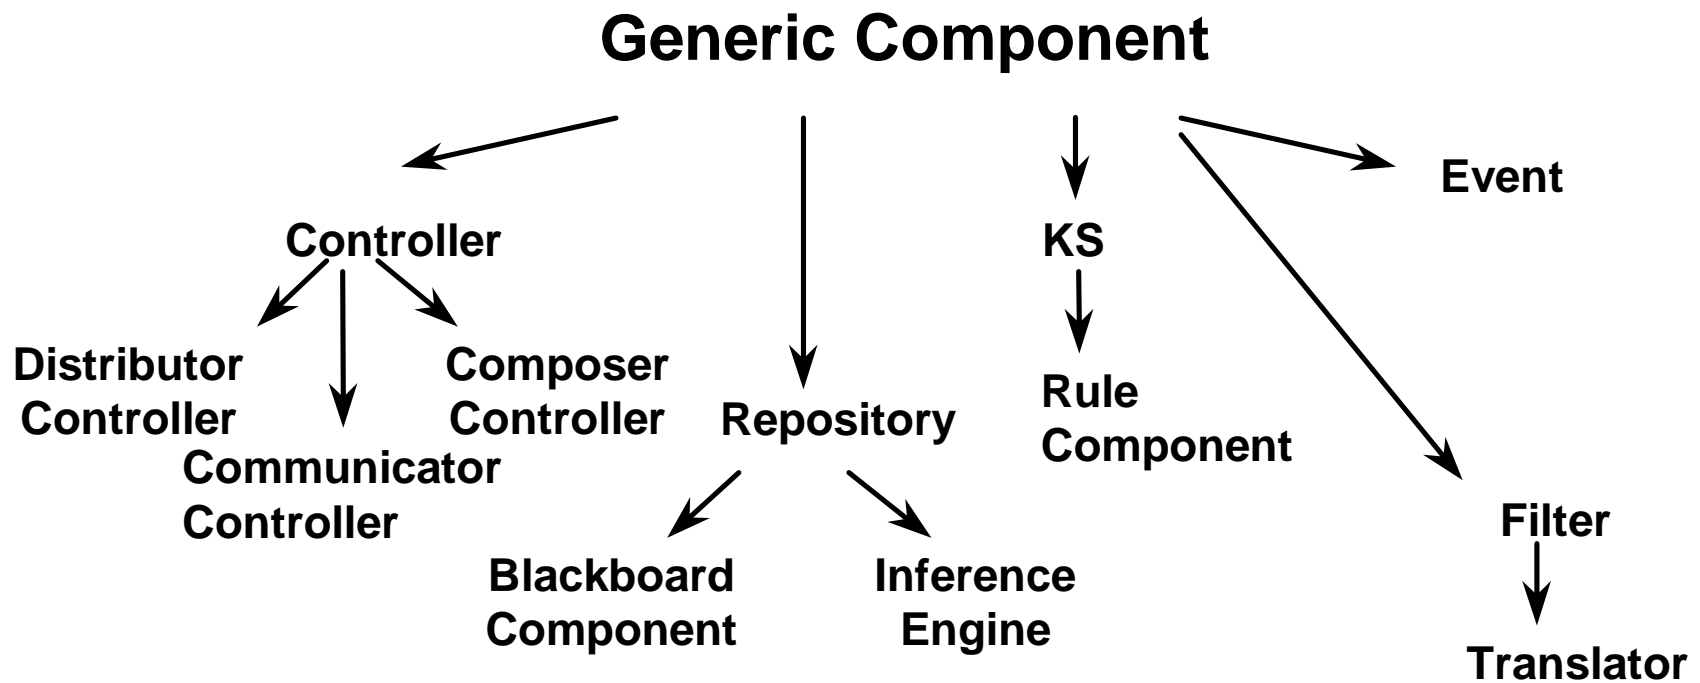 Generic Component
Event
Controller
KS
Distributor
Controller
Composer
Controller
Communicator
Controller
Repository
Rule
Component
Blackboard
Component
Inference
Engine
Filter
Translator